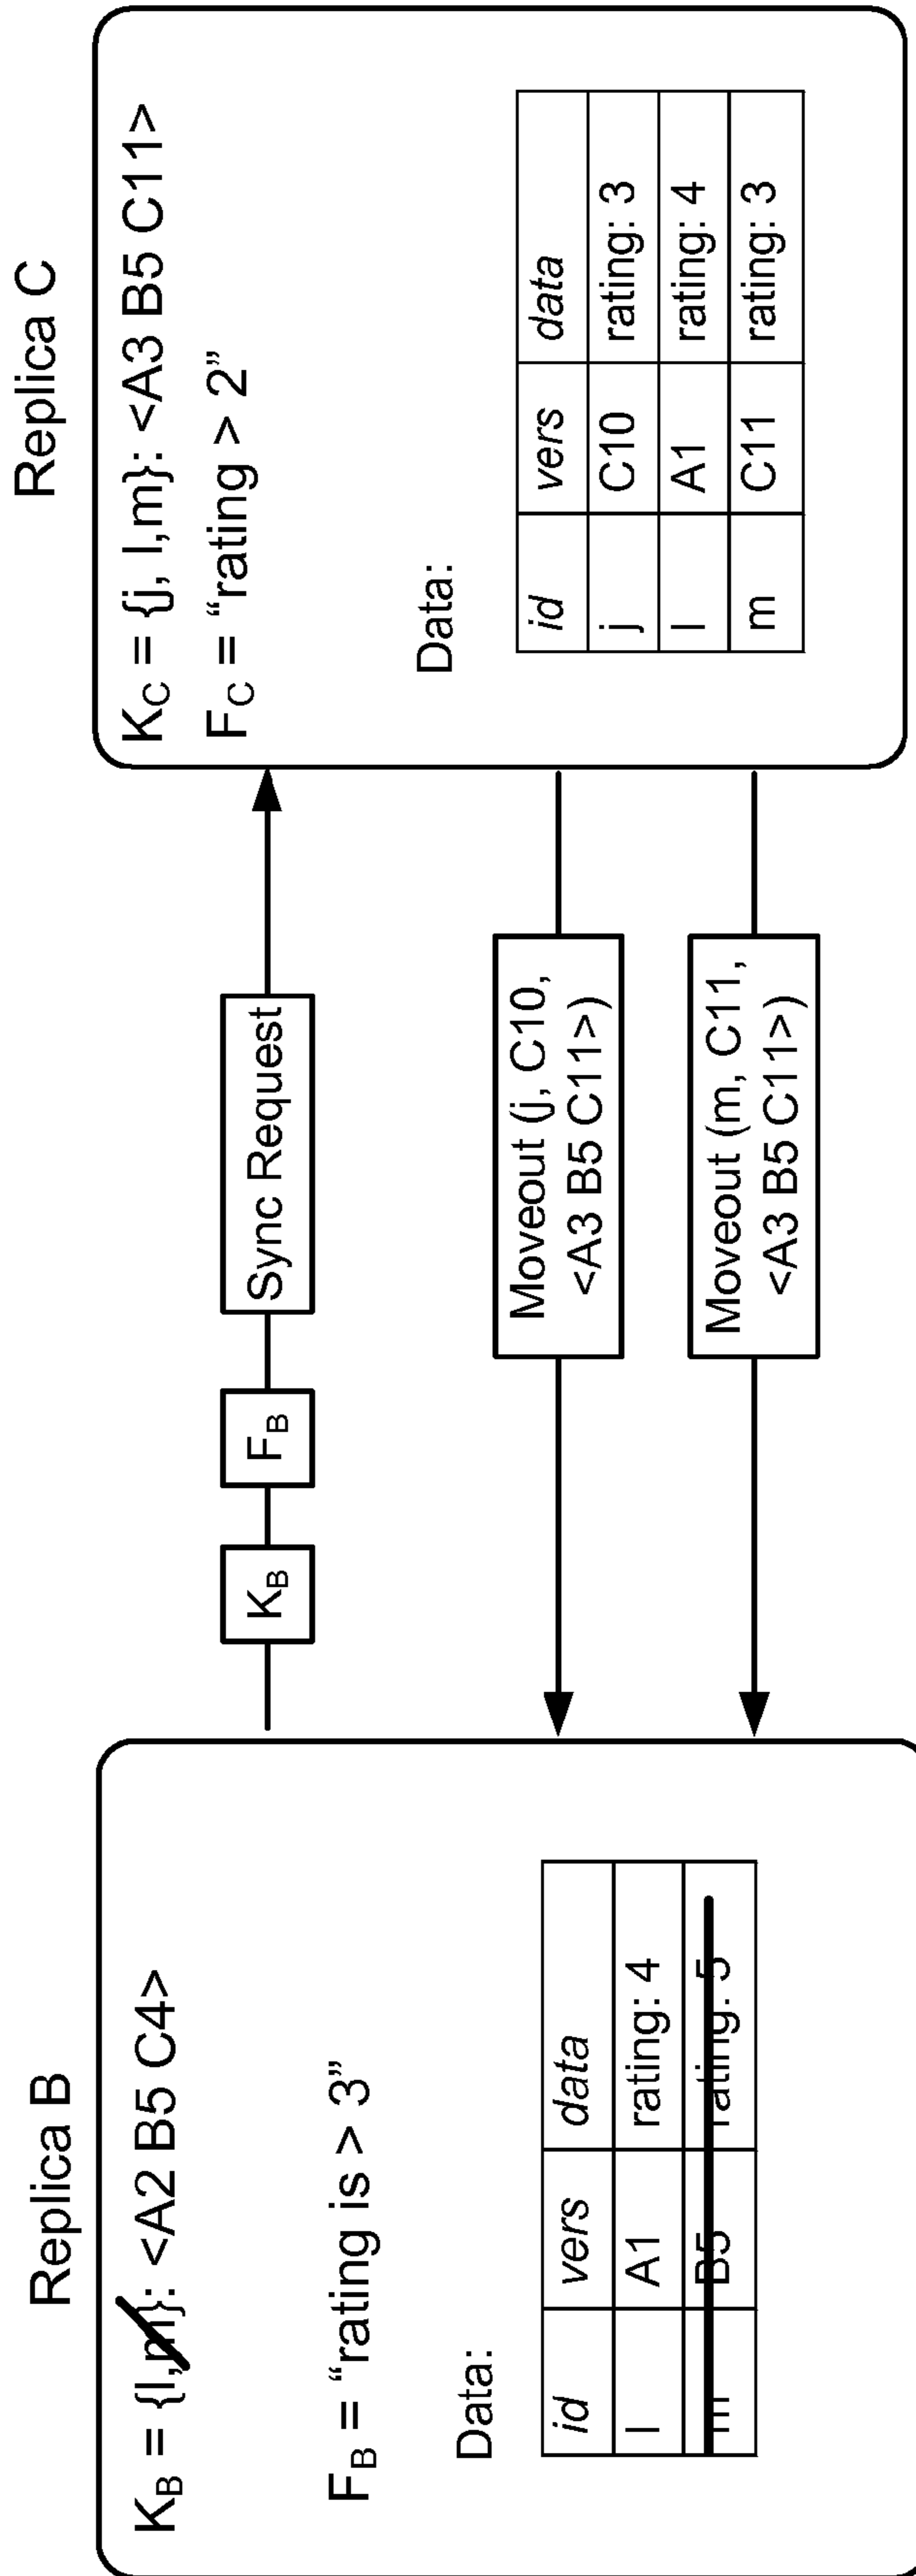 Replica B
K_B = {l,m}: <A2 B5 C4>
F_B = “rating is > 3”
Data:
id vers data
l A1 rating: 4
m B5 rating: 5
K_B
F_B
Sync Request
Moveout (j, C10,
<A3 B5 C11>)
Moveout (m, C11,
<A3 B5 C11>)
Replica C
K_C = {j, l,m}: <A3 B5 C11>
F_C = “rating > 2”
Data:
id vers data
j C10 rating: 3
l A1 rating: 4
m C11 rating: 3